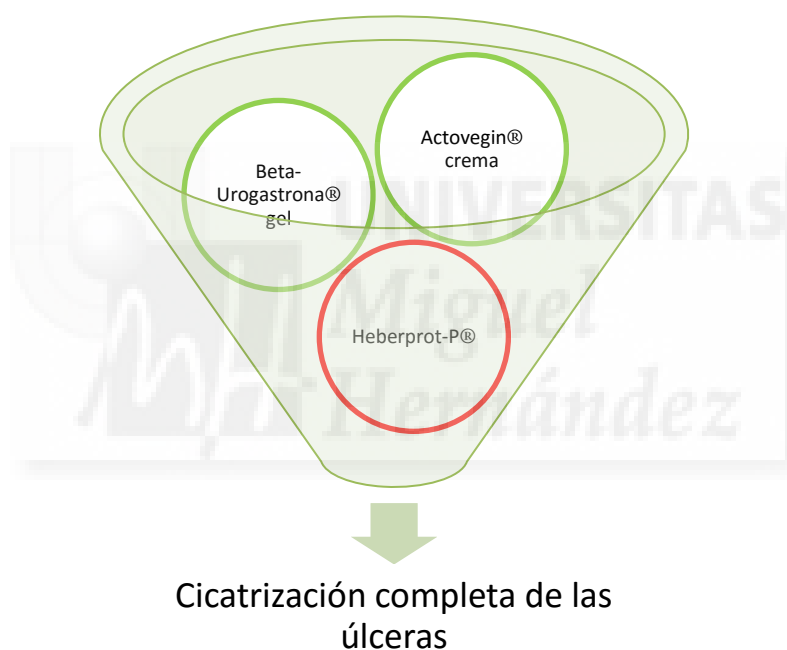 Actovegin®
crema
Beta-
Urogastrona®
gel
UNIVERSITAS
Miguel
Heberprot-P®
Hernández
Cicatrización completa de las
úlceras